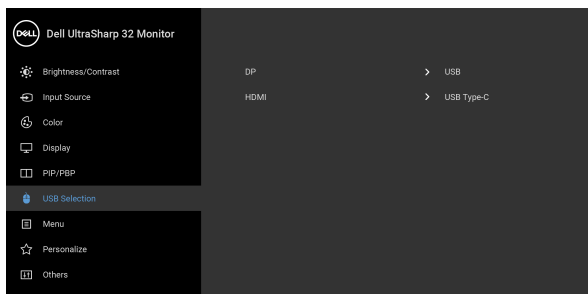 DELL Dell UltraSharp 32 Monitor
Brightness/Contrast
DP > USB
Input Source
HDMI > USB Type-C
Color
Display
PIP/PBP
USB Selection
Menu
Personalize
Others